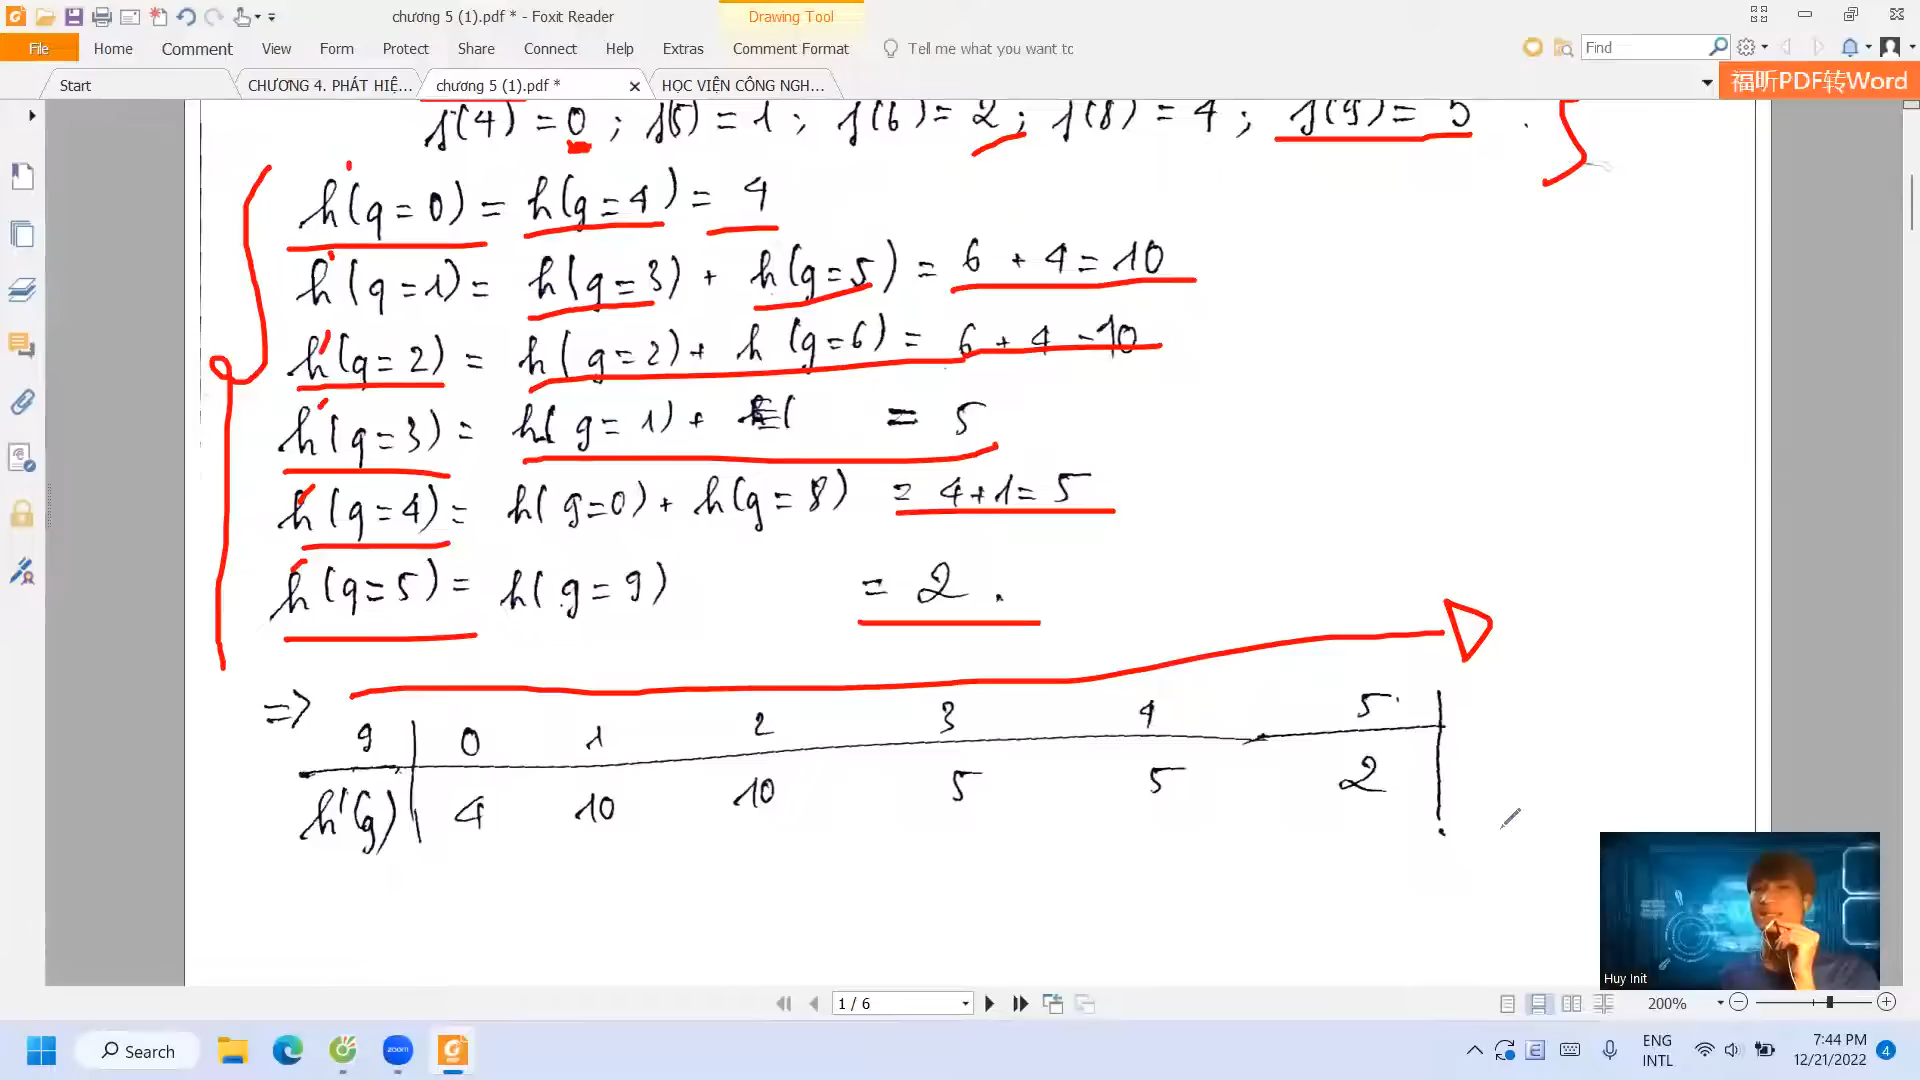 chương 5 (1).pdf * - Foxit Reader
Drawing Tool
File Home Comment View Form Protect Share Connect Help Extras Comment Format Tell me what you want to Find
Start CHƯƠNG 4. PHÁT HIỆ... chương 5 (1).pdf * HỌC VIỆN CÔNG NGH... 福昕PDF转Word
f(4) = 0 ; f(5) = 1 ; f(6) = 2 ; f(8) = 4 ; f(9) = 5 .
h'(g=0) = h(g=4) = 4
h'(g=1) = h(g=3) + h(g=5) = 6 + 4 = 10
h'(g=2) = h(g=2) + h(g=6) = 6 + 4 = 10
h'(g=3) = h(g=1) + = 5
h'(g=4) = h(g=0) + h(g=8) = 4+1 = 5
h'(g=5) = h(g=9) = 2 .
=> g 0 1 2 3 4 5
h'(g) 4 10 10 5 5 2
Huy Init
1 / 6 200%
Search zoom ENG 7:44 PM
INTL 12/21/2022 4